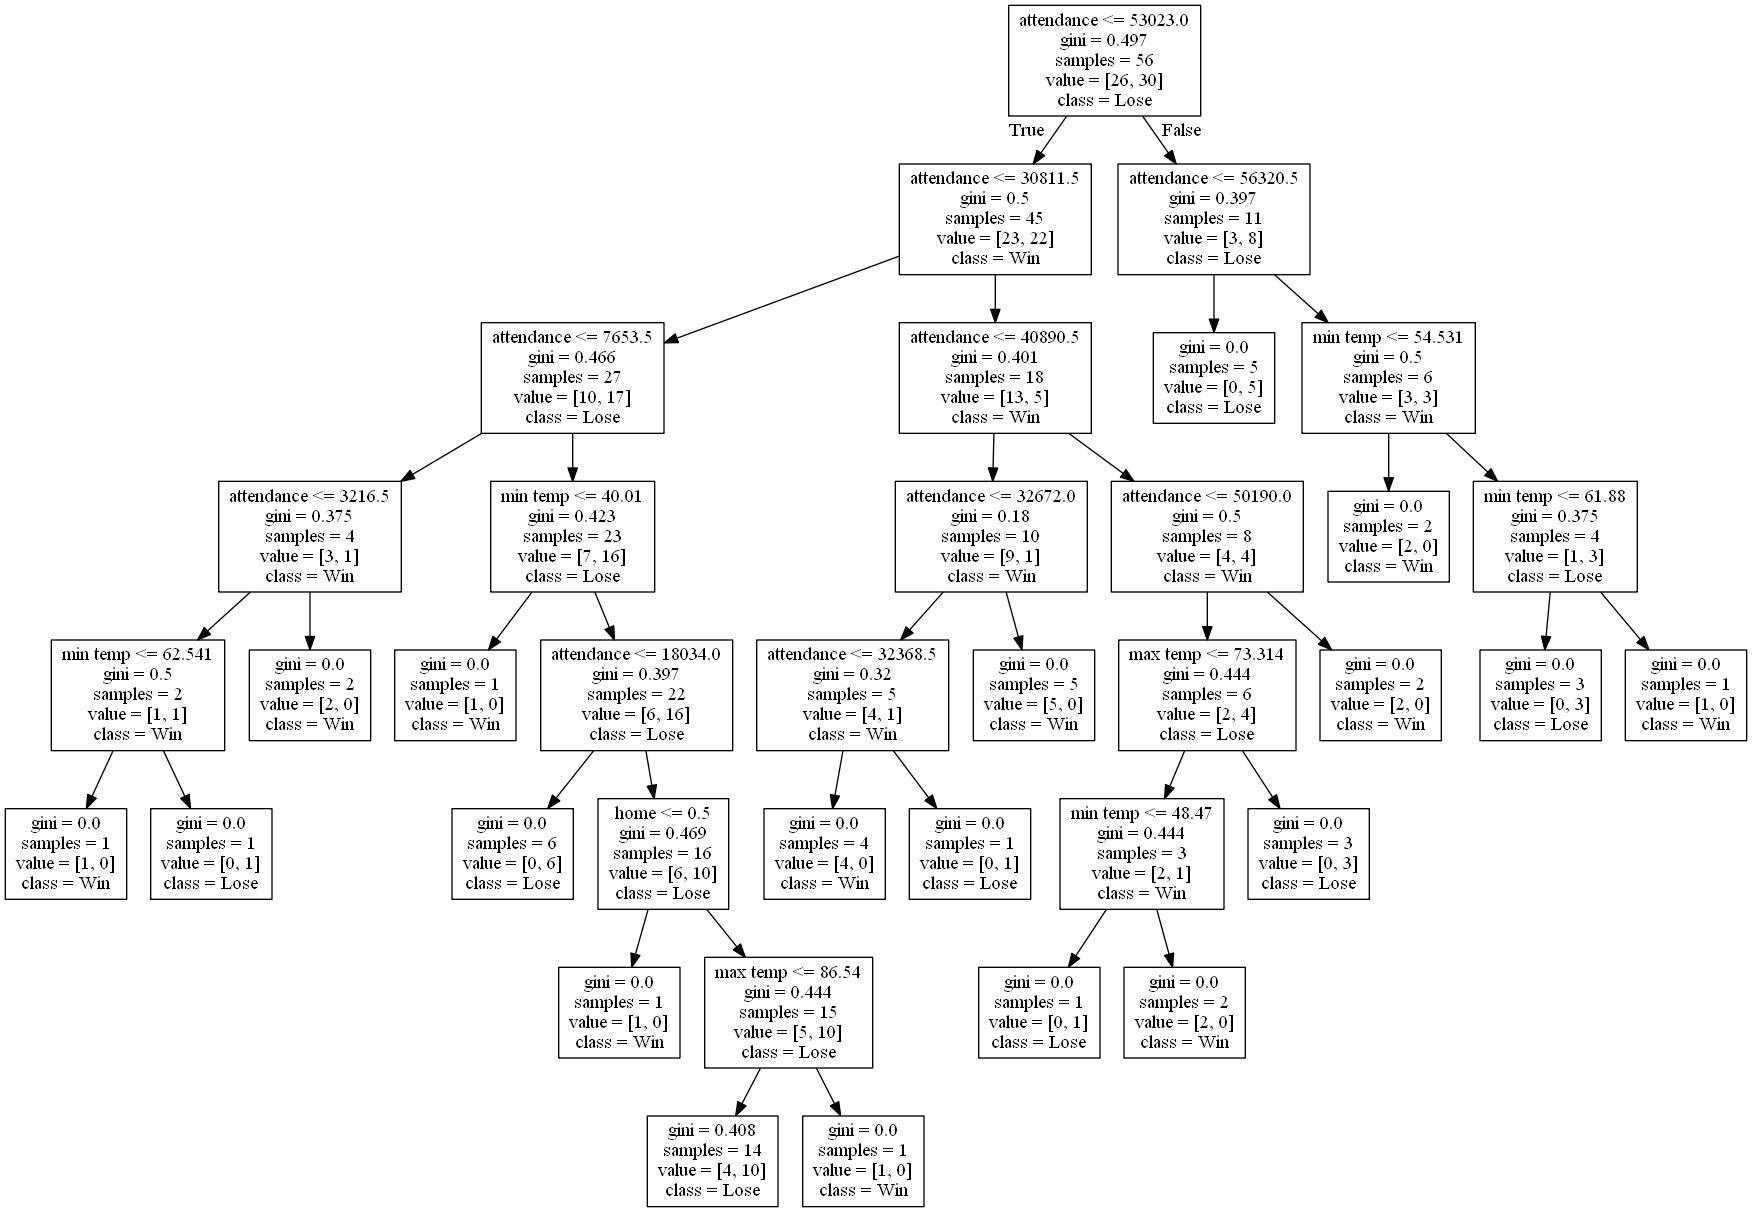 attendance <= 53023.0
gini = 0.497
samples = 56
value = [26, 30]
class = Lose
True
False
attendance <= 30811.5
gini = 0.5
samples = 45
value = [23, 22]
class = Win
attendance <= 56320.5
gini = 0.397
samples = 11
value = [3, 8]
class = Lose
attendance <= 7653.5
gini = 0.466
samples = 27
value = [10, 17]
class = Lose
attendance <= 40890.5
gini = 0.401
samples = 18
value = [13, 5]
class = Win
gini = 0.0
samples = 5
value = [0, 5]
class = Lose
min temp <= 54.531
gini = 0.5
samples = 6
value = [3, 3]
class = Win
attendance <= 3216.5
gini = 0.375
samples = 4
value = [3, 1]
class = Win
min temp <= 40.01
gini = 0.423
samples = 23
value = [7, 16]
class = Lose
attendance <= 32672.0
gini = 0.18
samples = 10
value = [9, 1]
class = Win
attendance <= 50190.0
gini = 0.5
samples = 8
value = [4, 4]
class = Win
gini = 0.0
samples = 2
value = [2, 0]
class = Win
min temp <= 61.88
gini = 0.375
samples = 4
value = [1, 3]
class = Lose
min temp <= 62.541
gini = 0.5
samples = 2
value = [1, 1]
class = Win
gini = 0.0
samples = 2
value = [2, 0]
class = Win
gini = 0.0
samples = 1
value = [1, 0]
class = Win
attendance <= 18034.0
gini = 0.397
samples = 22
value = [6, 16]
class = Lose
attendance <= 32368.5
gini = 0.32
samples = 5
value = [4, 1]
class = Win
gini = 0.0
samples = 5
value = [5, 0]
class = Win
max temp <= 73.314
gini = 0.444
samples = 6
value = [2, 4]
class = Lose
gini = 0.0
samples = 2
value = [2, 0]
class = Win
gini = 0.0
samples = 3
value = [0, 3]
class = Lose
gini = 0.0
samples = 1
value = [1, 0]
class = Win
gini = 0.0
samples = 1
value = [1, 0]
class = Win
gini = 0.0
samples = 1
value = [0, 1]
class = Lose
gini = 0.0
samples = 6
value = [0, 6]
class = Lose
home <= 0.5
gini = 0.469
samples = 16
value = [6, 10]
class = Lose
gini = 0.0
samples = 4
value = [4, 0]
class = Win
gini = 0.0
samples = 1
value = [0, 1]
class = Lose
min temp <= 48.47
gini = 0.444
samples = 3
value = [2, 1]
class = Win
gini = 0.0
samples = 3
value = [0, 3]
class = Lose
gini = 0.0
samples = 1
value = [1, 0]
class = Win
max temp <= 86.54
gini = 0.444
samples = 15
value = [5, 10]
class = Lose
gini = 0.0
samples = 1
value = [0, 1]
class = Lose
gini = 0.0
samples = 2
value = [2, 0]
class = Win
gini = 0.408
samples = 14
value = [4, 10]
class = Lose
gini = 0.0
samples = 1
value = [1, 0]
class = Win